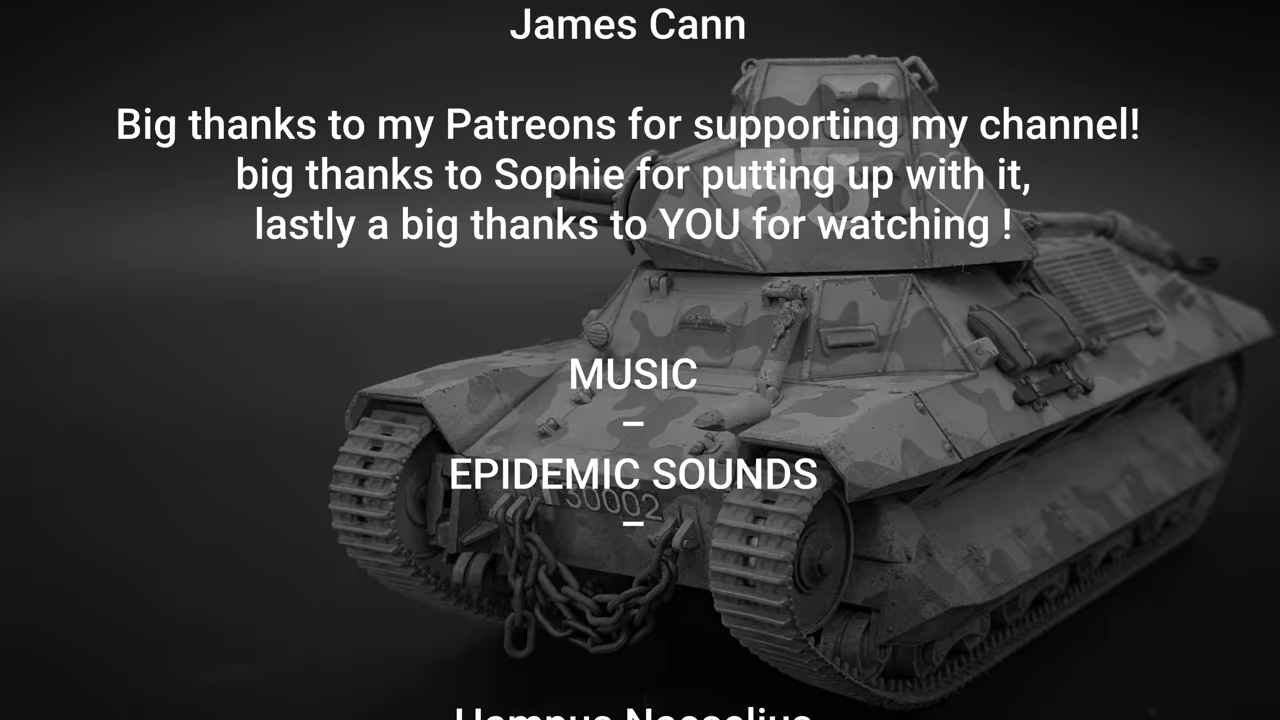 James Cann
Big thanks to my Patreons for supporting my channel!
big thanks to Sophie for putting up with it,
lastly a big thanks to YOU for watching !
MUSIC
–
EPIDEMIC SOUNDS
30002
–